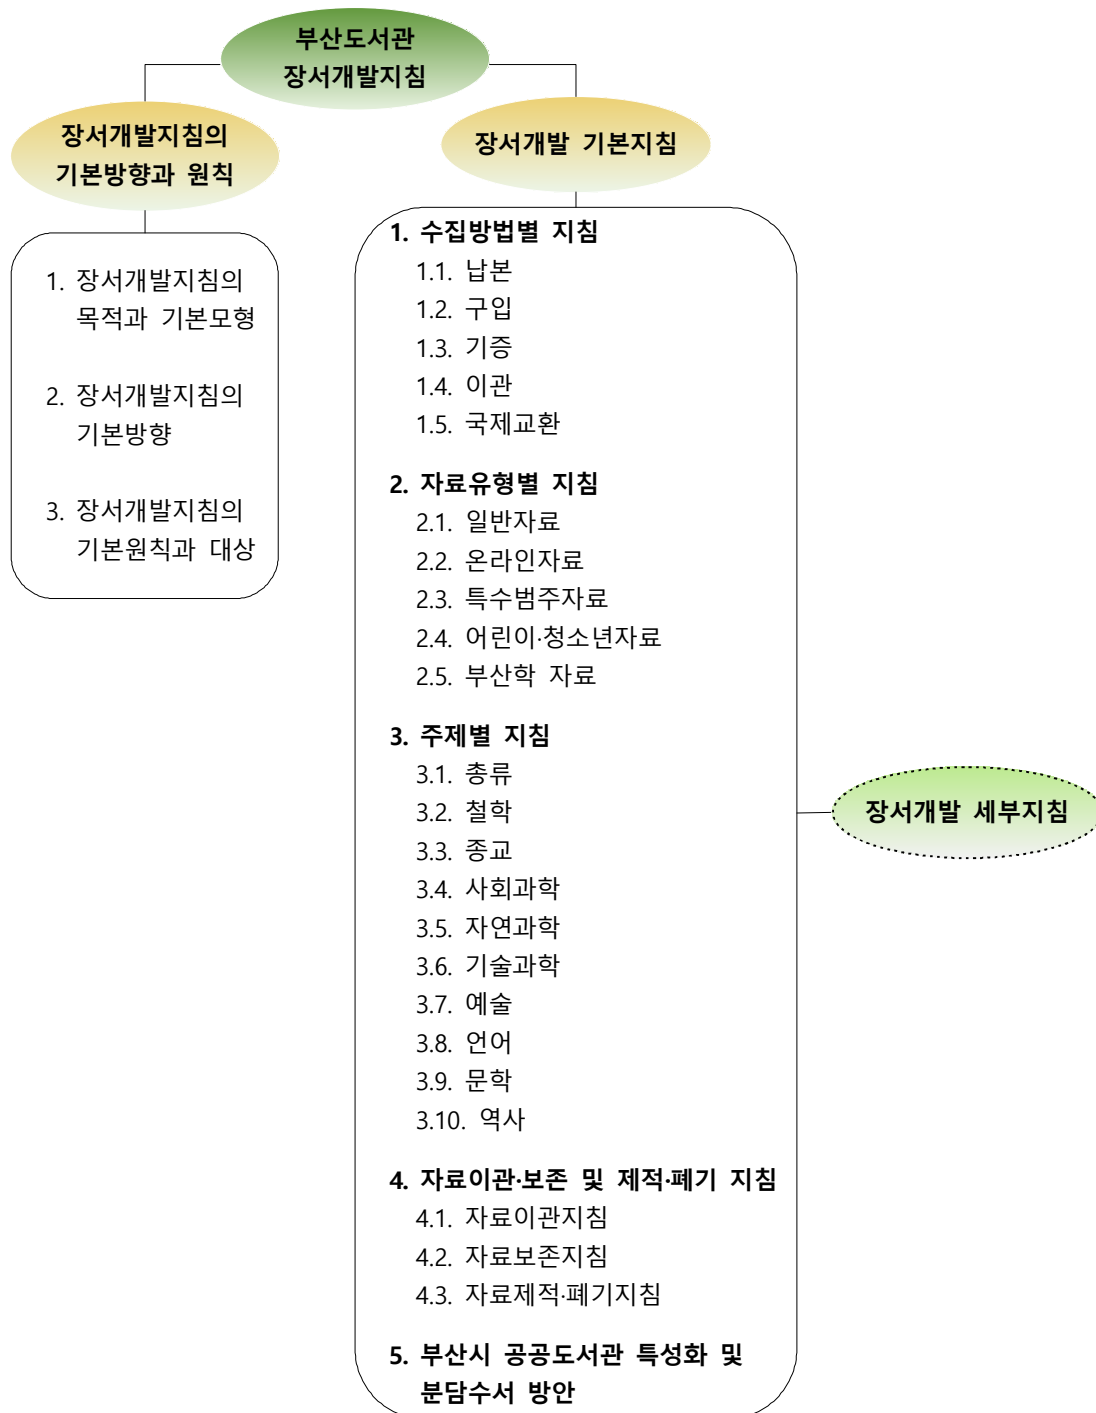 부산도서관
장서개발지침
장서개발지침의
기본방향과 원칙
장서개발 기본지침
1. 장서개발지침의
목적과 기본모형
2. 장서개발지침의
기본방향
3. 장서개발지침의
기본원칙과 대상
1. 수집방법별 지침
1.1. 납본
1.2. 구입
1.3. 기증
1.4. 이관
1.5. 국제교환
2. 자료유형별 지침
2.1. 일반자료
2.2. 온라인자료
2.3. 특수범주자료
2.4. 어린이·청소년자료
2.5. 부산학 자료
3. 주제별 지침
3.1. 총류
3.2. 철학
3.3. 종교
3.4. 사회과학
3.5. 자연과학
3.6. 기술과학
3.7. 예술
3.8. 언어
3.9. 문학
3.10. 역사
4. 자료이관·보존 및 제적·폐기 지침
4.1. 자료이관지침
4.2. 자료보존지침
4.3. 자료제적·폐기지침
5. 부산시 공공도서관 특성화 및
분담수서 방안
장서개발 세부지침